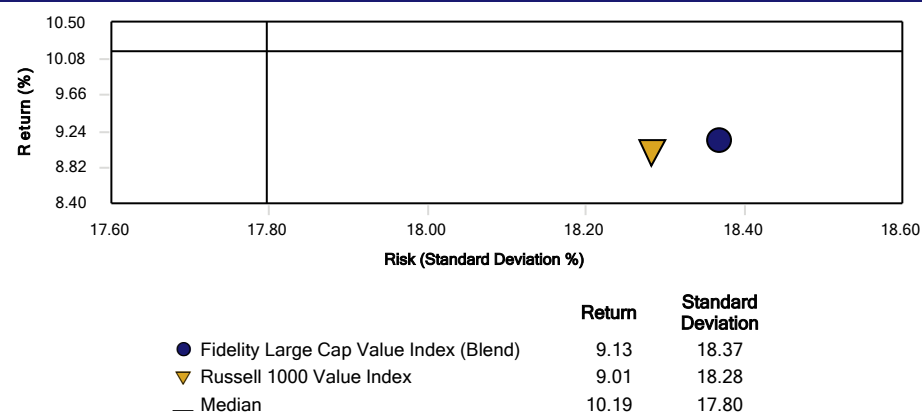 10.50
10.08
9.66
9.24
8.82
8.40
Return (%)
17.60 17.80 18.00 18.20 18.40 18.60
Risk (Standard Deviation %)
Return Standard Deviation
Fidelity Large Cap Value Index (Blend) 9.13 18.37
Russell 1000 Value Index 9.01 18.28
Median 10.19 17.80